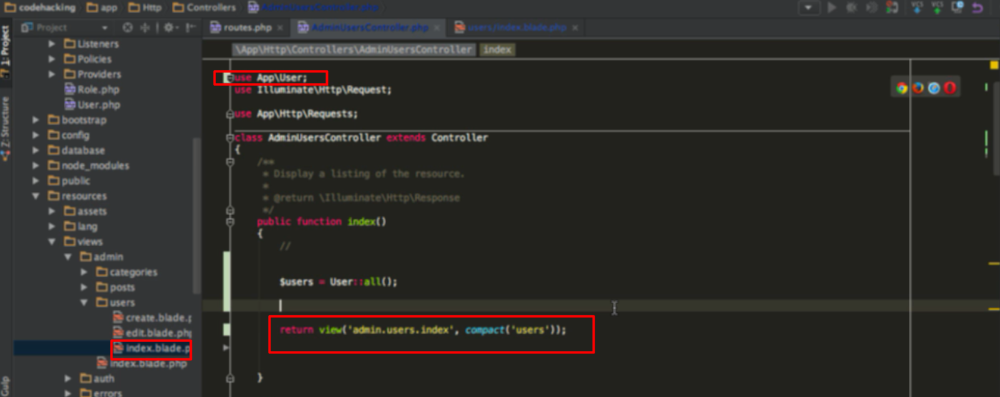 codehacking app Http Controllers AdminUsersController.php
1: Project
Project
routes.php AdminUsersController.php users/index.blade.php
\App\Http\Controllers\AdminUsersController index
VCS VCS
Listeners
Policies
Providers
Role.php
User.php
bootstrap
config
database
node_modules
public
resources
assets
lang
views
admin
categories
posts
users
create.blade.p
edit.blade.php
index.blade.p
index.blade.php
auth
errors
Z: Structure
Gulp
use App\User;
use Illuminate\Http\Request;
use App\Http\Requests;
class AdminUsersController extends Controller
{
/**
* Display a listing of the resource.
*
* @return \Illuminate\Http\Response
*/
public function index()
{
//
$users = User::all();
return view('admin.users.index', compact('users'));
}